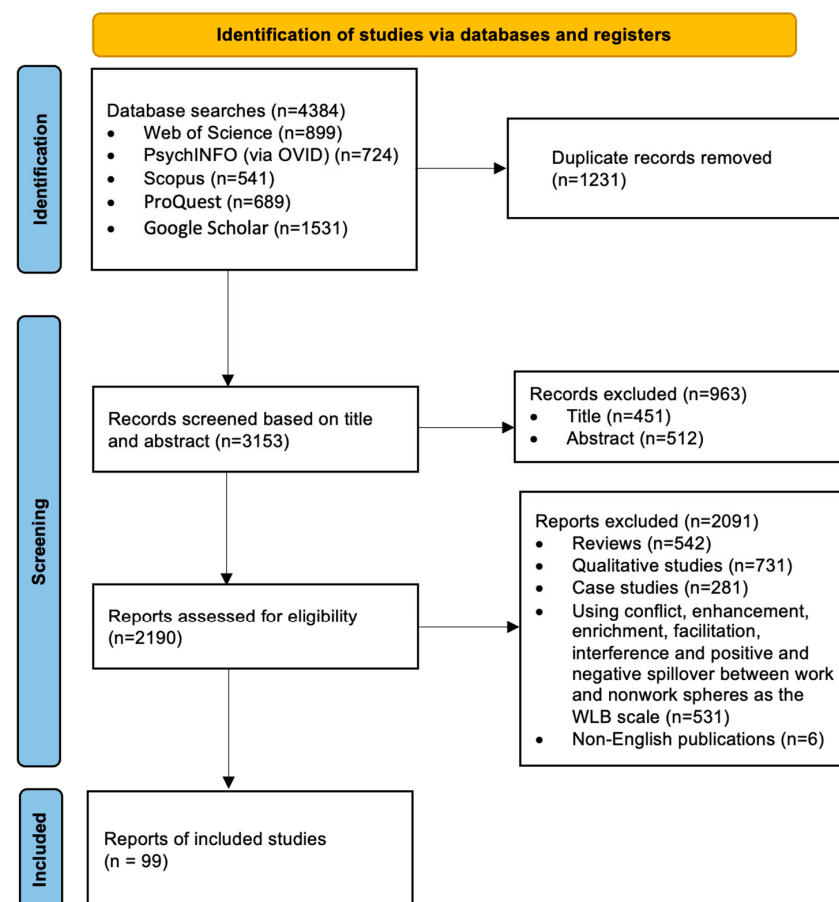 Identification of studies via databases and registers
Identification
Database searches (n=4384)
• Web of Science (n=899)
• PsychINFO (via OVID) (n=724)
• Scopus (n=541)
• ProQuest (n=689)
• Google Scholar (n=1531)
Duplicate records removed
(n=1231)
Screening
Records screened based on title
and abstract (n=3153)
Records excluded (n=963)
• Title (n=451)
• Abstract (n=512)
Reports assessed for eligibility
(n=2190)
Reports excluded (n=2091)
• Reviews (n=542)
• Qualitative studies (n=731)
• Case studies (n=281)
• Using conflict, enhancement,
enrichment, facilitation,
interference and positive and
negative spillover between work
and nonwork spheres as the
WLB scale (n=531)
• Non-English publications (n=6)
Included
Reports of included studies
(n = 99)